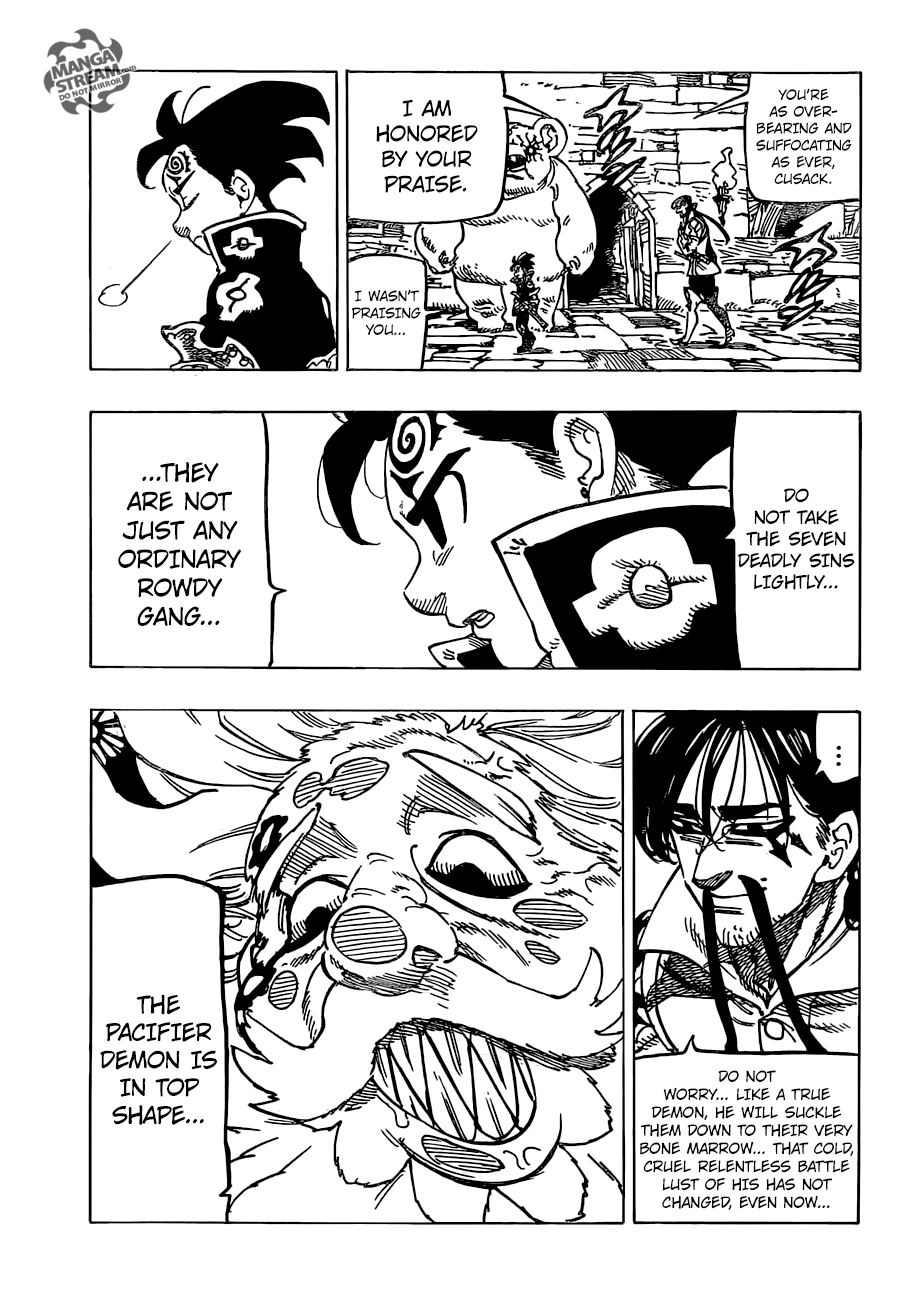 MANGA
STREAM.com
DO NOT MIRROR
YOU'RE
AS OVER-
BEARING AND
SUFFOCATING
AS EVER,
CUSACK.
I AM
HONORED
BY YOUR
PRAISE.
I WASN'T
PRAISING
YOU...
DO
NOT TAKE
THE SEVEN
DEADLY SINS
LIGHTLY...
...THEY
ARE NOT
JUST ANY
ORDINARY
ROWDY
GANG...
...
DO NOT
WORRY... LIKE A TRUE
DEMON, HE WILL SUCKLE
THEM DOWN TO THEIR VERY
BONE MARROW... THAT COLD,
CRUEL RELENTLESS BATTLE
LUST OF HIS HAS NOT
CHANGED, EVEN NOW...
THE
PACIFIER
DEMON IS
IN TOP
SHAPE...